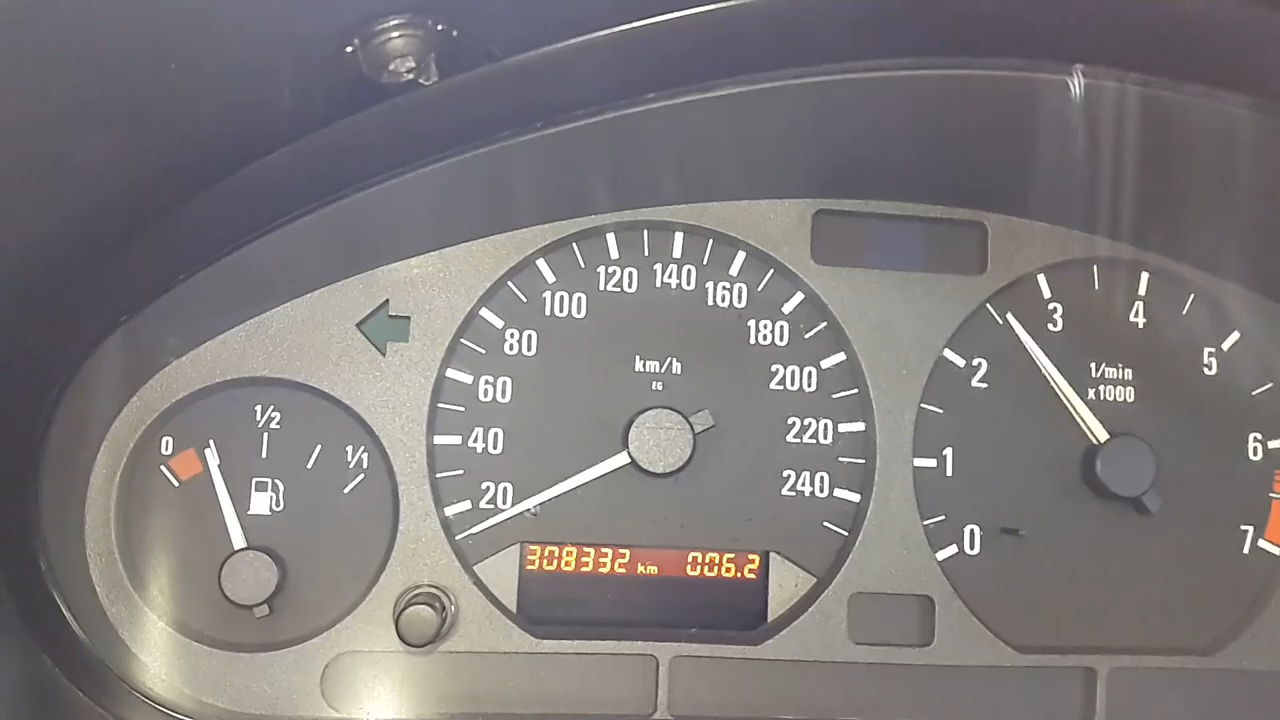 0 1/2 1/1
20 40 60 80 100 120 140 160 180 200 220 240
km/h
EG
308332 km 006.2
0 1 2 3 4 5 6 7
1/min
x1000